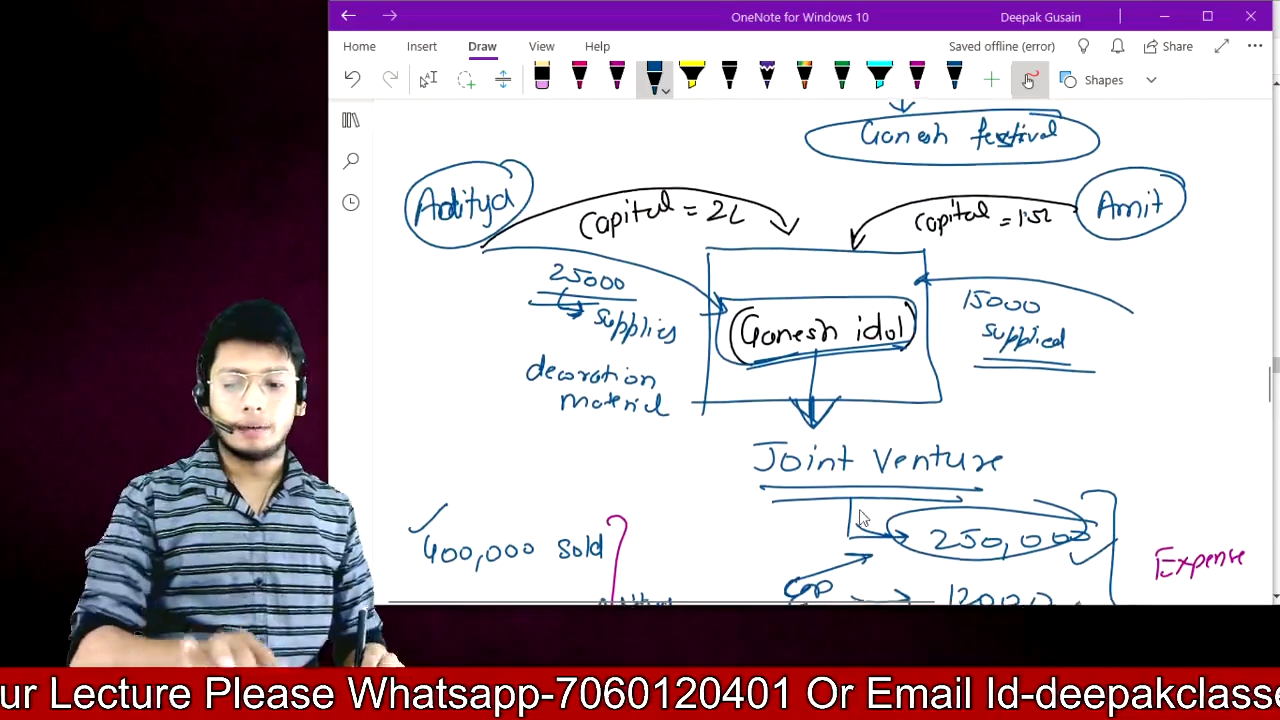 OneNote for Windows 10
Deepak Gusain
Home Insert Draw View Help
Saved offline (error)
Share
Shapes
Ganesh festival
Aditya
Capital = 2L
capital = 1.5L
Amit
25000
supplies
decoration
material
(Ganesh idol)
15000
supplied
Joint Venture
400,000 sold
250,000
Expense
Cap
12000
ur Lecture Please Whatsapp-7060120401 Or Email Id-deepakclasse